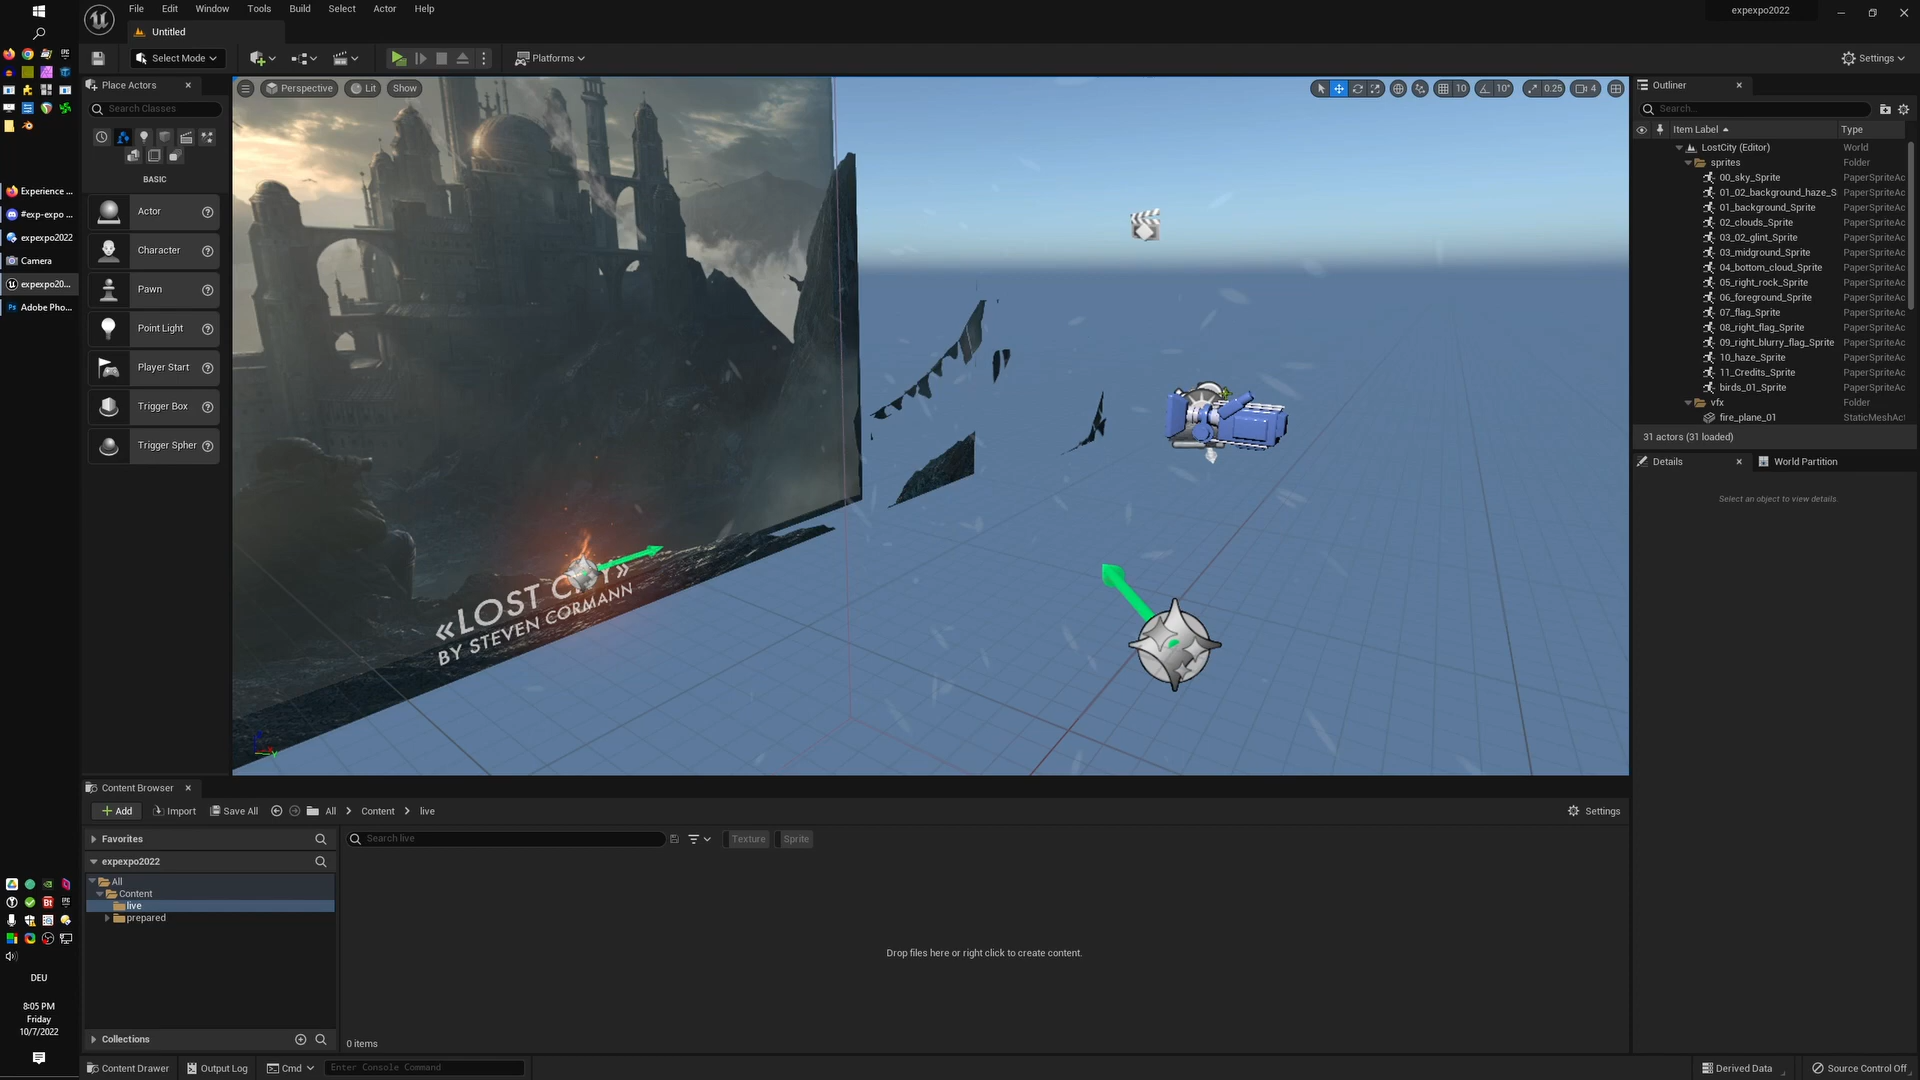 File Edit Window Tools Build Select Actor Help
expexpo2022
Untitled
Select Mode
Platforms
Settings
Place Actors
Search Classes
BASIC
Actor
Character
Pawn
Point Light
Player Start
Trigger Box
Trigger Spher
Perspective Lit Show
10 10° 0.25 4
«LOST
BY STEVEN CORMANN
Outliner
Search...
Item Label Type
LostCity (Editor) World
sprites Folder
00_sky_Sprite PaperSpriteAc
01_02_background_haze_S PaperSpriteAc
01_background_Sprite PaperSpriteAc
02_clouds_Sprite PaperSpriteAc
03_02_glint_Sprite PaperSpriteAc
03_midground_Sprite PaperSpriteAc
04_bottom_cloud_Sprite PaperSpriteAc
05_right_rock_Sprite PaperSpriteAc
06_foreground_Sprite PaperSpriteAc
07_flag_Sprite PaperSpriteAc
08_right_flag_Sprite PaperSpriteAc
09_right_blurry_flag_Sprite PaperSpriteAc
10_haze_Sprite PaperSpriteAc
11_Credits_Sprite PaperSpriteAc
birds_01_Sprite PaperSpriteAc
vfx Folder
fire_plane_01 StaticMeshAct
31 actors (31 loaded)
Details World Partition
Select an object to view details.
Experience ...
#exp-expo ...
expexpo2022
Camera
expexpo20...
Adobe Pho...
Content Browser
Add Import Save All All Content live
Settings
Favorites
expexpo2022
All
Content
live
prepared
Collections
Search live
Texture Sprite
Drop files here or right click to create content.
0 items
DEU
8:05 PM
Friday
10/7/2022
Content Drawer Output Log Cmd Enter Console Command
Derived Data Source Control Off